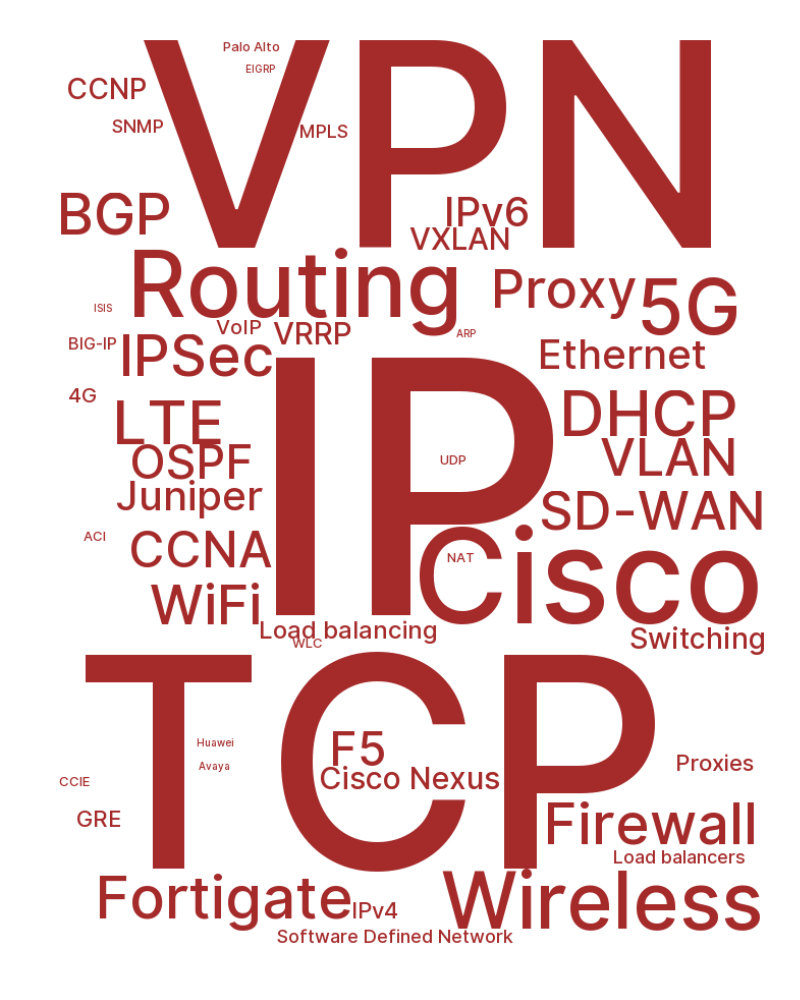 Palo Alto
VPN
EIGRP
CCNP
SNMP
MPLS
BGP
IPv6
VXLAN
Routing
Proxy
5G
ISIS
VoIP
VRRP
ARP
BIG-IP
IPSec
Ethernet
IP
4G
LTE
DHCP
OSPF
UDP
VLAN
Juniper
SD-WAN
ACI
CCNA
NAT
Cisco
WiFi
Load balancing
WLC
Switching
TCP
Huawei
F5
Avaya
Cisco Nexus
Proxies
CCIE
GRE
Firewall
Load balancers
Fortigate
IPv4
Wireless
Software Defined Network